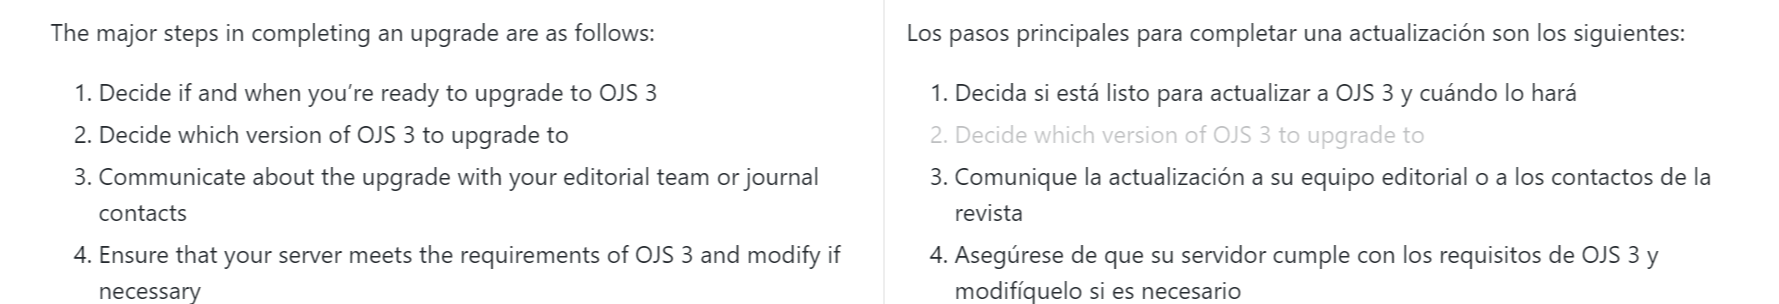 The major steps in completing an upgrade are as follows:
1. Decide if and when you’re ready to upgrade to OJS 3
2. Decide which version of OJS 3 to upgrade to
3. Communicate about the upgrade with your editorial team or journal
contacts
4. Ensure that your server meets the requirements of OJS 3 and modify if
necessary
Los pasos principales para completar una actualización son los siguientes:
1. Decida si está listo para actualizar a OJS 3 y cuándo lo hará
2. Decide which version of OJS 3 to upgrade to
3. Comunique la actualización a su equipo editorial o a los contactos de la
revista
4. Asegúrese de que su servidor cumple con los requisitos de OJS 3 y
modifíquelo si es necesario